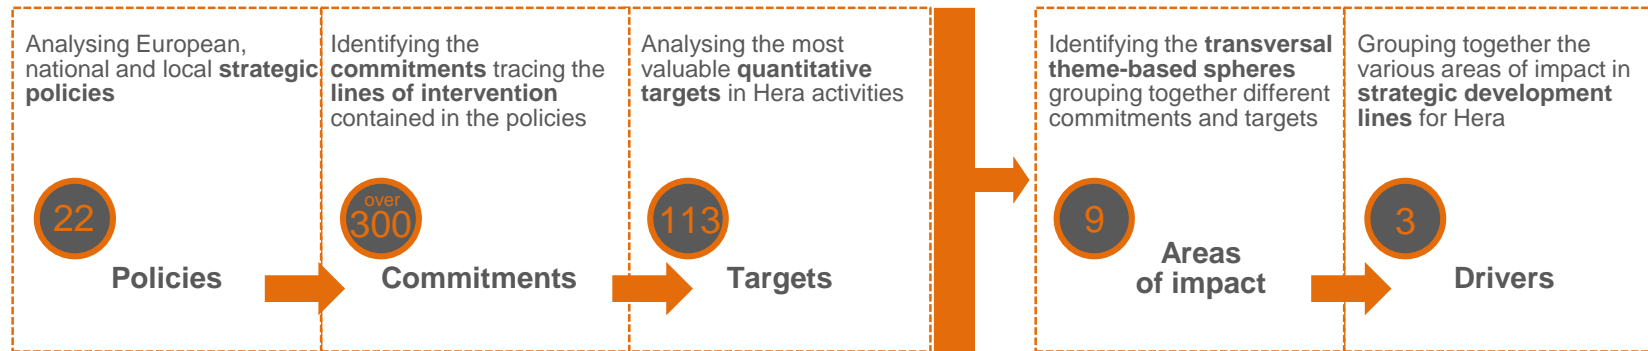 Analysing European,
national and local strategic
policies
22
Policies
Identifying the
commitments tracing the
lines of intervention
contained in the policies
over
300
Commitments
Analysing the most
valuable quantitative
targets in Hera activities
113
Targets
Identifying the transversal
theme-based spheres
grouping together different
commitments and targets
9
Areas
of impact
Grouping together the
various areas of impact in
strategic development
lines for Hera
3
Drivers